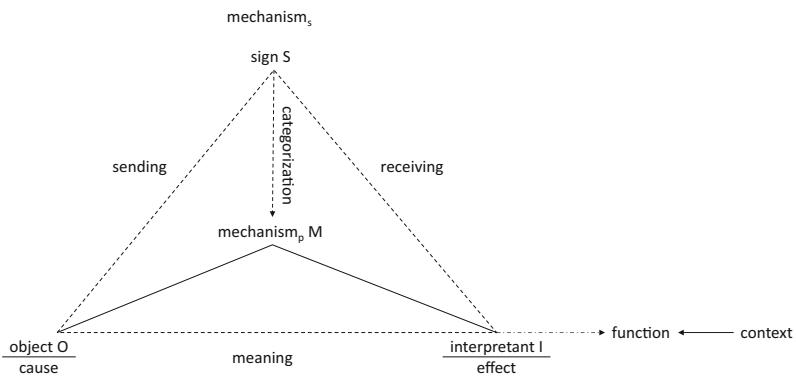 mechanismₛ
sign S
categorization
sending
receiving
mechanismₚ M
function
context
object O
cause
meaning
interpretant I
effect